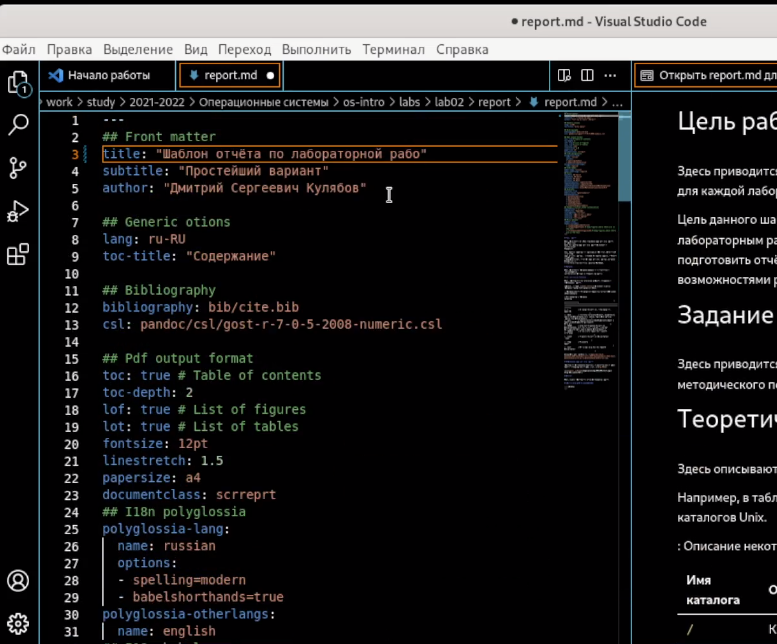 report.md - Visual Studio Code
Файл Правка Выделение Вид Переход Выполнить Терминал Справка
Начало работы report.md
Открыть report.md
work > study > 2021-2022 > Операционные системы > os-intro > labs > lab02 > report > report.md > ...
1 ---
2 ## Front matter
3 title: "Шаблон отчёта по лабораторной рабо"
4 subtitle: "Простейший вариант"
5 author: "Дмитрий Сергеевич Кулябов"
6
7 ## Generic otions
8 lang: ru-RU
9 toc-title: "Содержание"
10
11 ## Bibliography
12 bibliography: bib/cite.bib
13 csl: pandoc/csl/gost-r-7-0-5-2008-numeric.csl
14
15 ## Pdf output format
16 toc: true # Table of contents
17 toc-depth: 2
18 lof: true # List of figures
19 lot: true # List of tables
20 fontsize: 12pt
21 linestretch: 1.5
22 papersize: a4
23 documentclass: scrreprt
24 ## I18n polyglossia
25 polyglossia-lang:
26 name: russian
27 options:
28 - spelling=modern
29 - babelshorthands=true
30 polyglossia-otherlangs:
31 name: english
1
Цель раб
Здесь приводится
для каждой лабор
Цель данного ша
лабораторным ра
подготовить отчё
возможностями р
Задание
Здесь приводится
методического п
Теоретич
Здесь описывают
Например, в табл
каталогов Unix.
: Описание некот
Имя
каталога
/